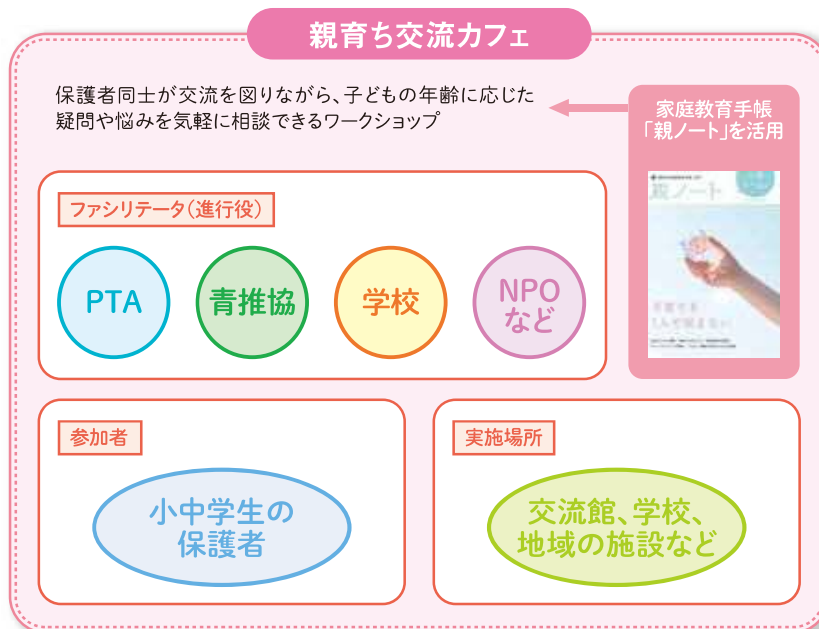 親育ち交流カフェ
保護者同士が交流を図りながら、子どもの年齢に応じた
疑問や悩みを気軽に相談できるワークショップ
家庭教育手帳
「親ノート」を活用
親ノート
ファシリテータ（進行役）
PTA
青推協
学校
NPO
など
参加者
小中学生の
保護者
実施場所
交流館、学校、
地域の施設など